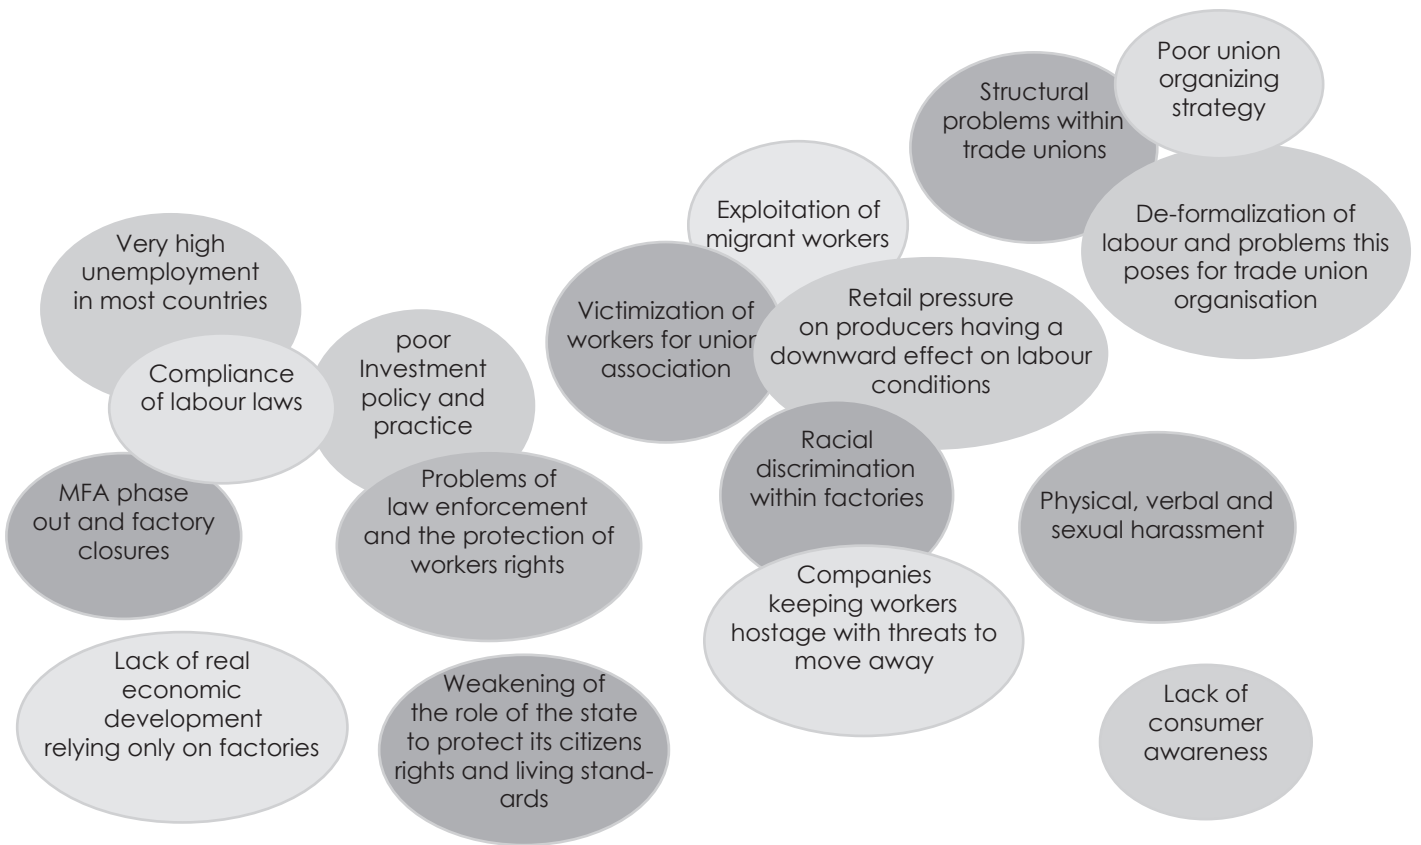 Poor union
organizing
strategy
Structural
problems within
trade unions
De-formalization of
labour and problems this
poses for trade union
organisation
Exploitation of
migrant workers
Very high
unemployment
in most countries
Victimization of
workers for union
association
Retail pressure
on producers having a
downward effect on labour
conditions
poor
Investment
policy and
practice
Compliance
of labour laws
Racial
discrimination
within factories
Problems of
law enforcement
and the protection of
workers rights
MFA phase
out and factory
closures
Physical, verbal and
sexual harassment
Companies
keeping workers
hostage with threats to
move away
Lack of real
economic
development
relying only on factories
Weakening of
the role of the state
to protect its citizens
rights and living stand-
ards
Lack of
consumer
awareness